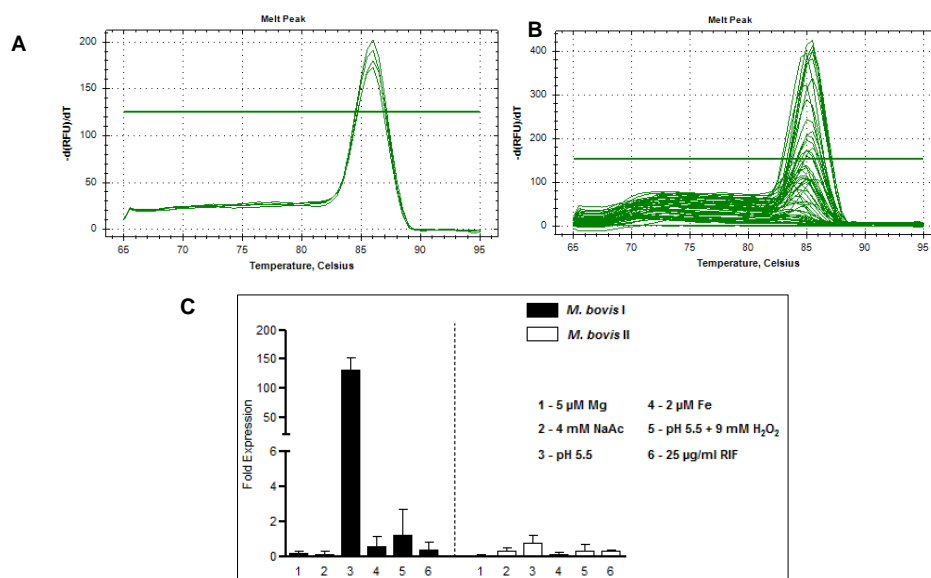 A
Melt Peak
200
150
100
50
0
-d(RFU)/dT
65 70 75 80 85 90 95
Temperature, Celsius
B
Melt Peak
400
300
200
100
0
-d(RFU)/dT
65 70 75 80 85 90 95
Temperature, Celsius
C
M. bovis I
M. bovis II
200
150
100
50
6
4
2
0
Fold Expression
1 2 3 4 5 6 1 2 3 4 5 6
1 - 5 µM Mg 4 - 2 µM Fe
2 - 4 mM NaAc 5 - pH 5.5 + 9 mM H₂O₂
3 - pH 5.5 6 - 25 µg/ml RIF